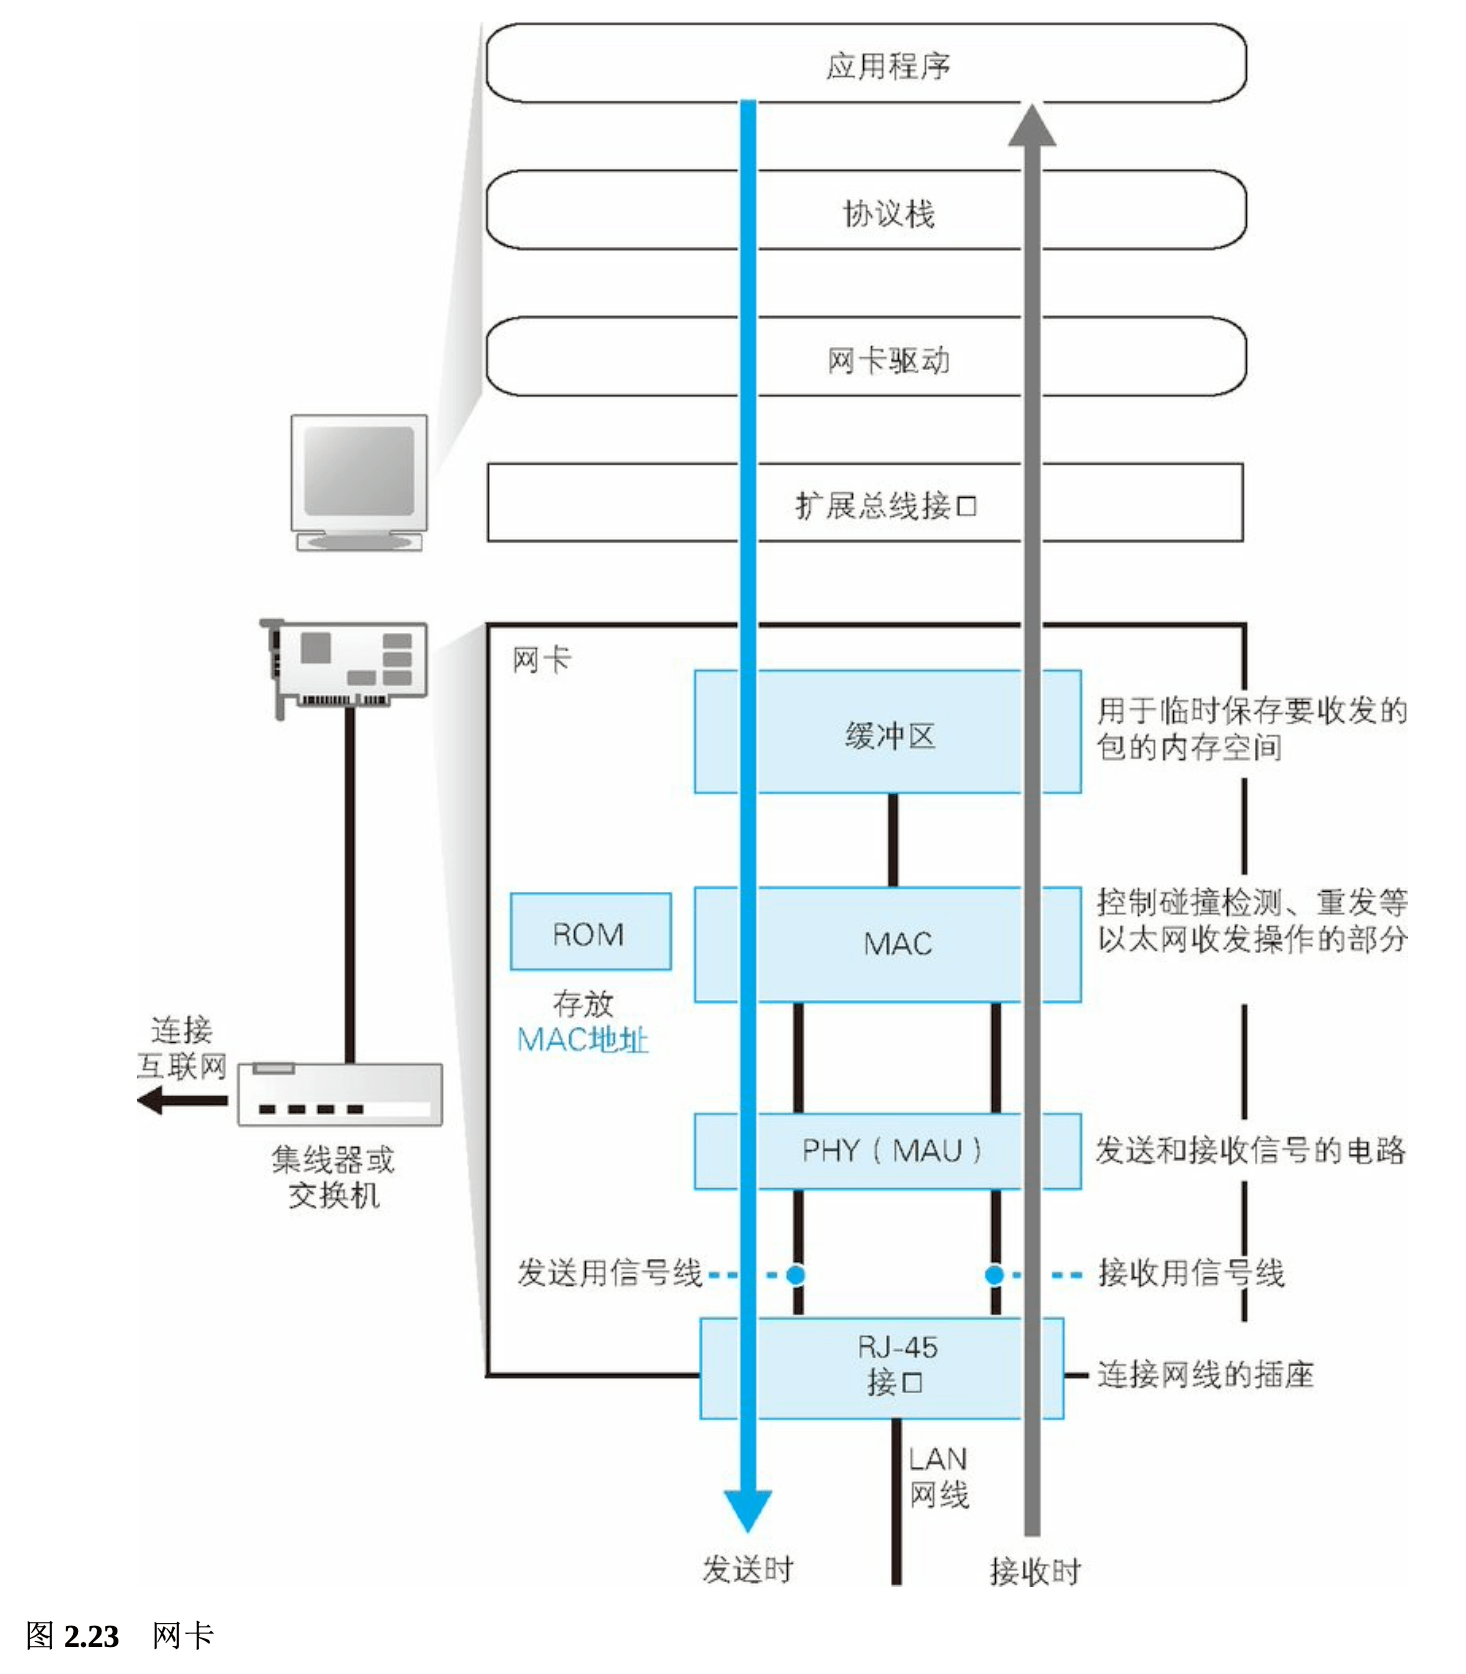 应用程序
协议栈
网卡驱动
扩展总线接口
网卡
缓冲区
用于临时保存要收发的
包的内存空间
ROM
存放
MAC地址
MAC
控制碰撞检测、重发等
以太网收发操作的部分
连接
互联网
集线器或
交换机
PHY（MAU）
发送和接收信号的电路
发送用信号线
接收用信号线
RJ-45
接口
连接网线的插座
LAN
网线
发送时
接收时
图 2.23 网卡